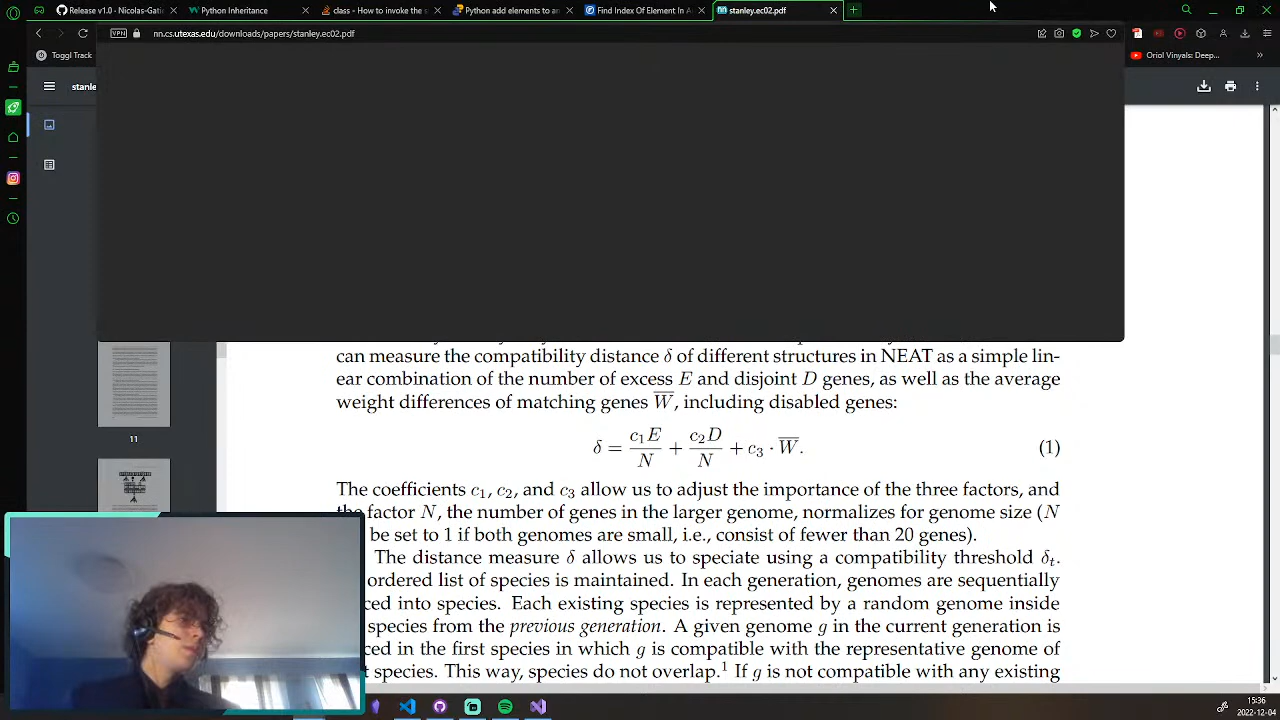 Release v1.0 - Nicolas-Gati
Python Inheritance
class - How to invoke the s
Python add elements to an
Find Index Of Element In A
stanley.ec02.pdf
VPN
nn.cs.utexas.edu/downloads/papers/stanley.ec02.pdf
Toggl Track
Oriol Vinyals: Deep...
stanle
can measure the compatibility distance δ of different structures in NEAT as a simple lin-
ear combination of the number of excess E and disjoint D genes, as well as the average
weight differences of matching genes W̅, including disabled genes:
11
δ = c₁E/N + c₂D/N + c₃ · W̅. (1)
The coefficients c₁, c₂, and c₃ allow us to adjust the importance of the three factors, and
the factor N, the number of genes in the larger genome, normalizes for genome size (N
be set to 1 if both genomes are small, i.e., consist of fewer than 20 genes).
The distance measure δ allows us to speciate using a compatibility threshold δₜ.
ordered list of species is maintained. In each generation, genomes are sequentially
ced into species. Each existing species is represented by a random genome inside
species from the previous generation. A given genome g in the current generation is
ced in the first species in which g is compatible with the representative genome of
t species. This way, species do not overlap.¹ If g is not compatible with any existing
15:36
2022-12-04